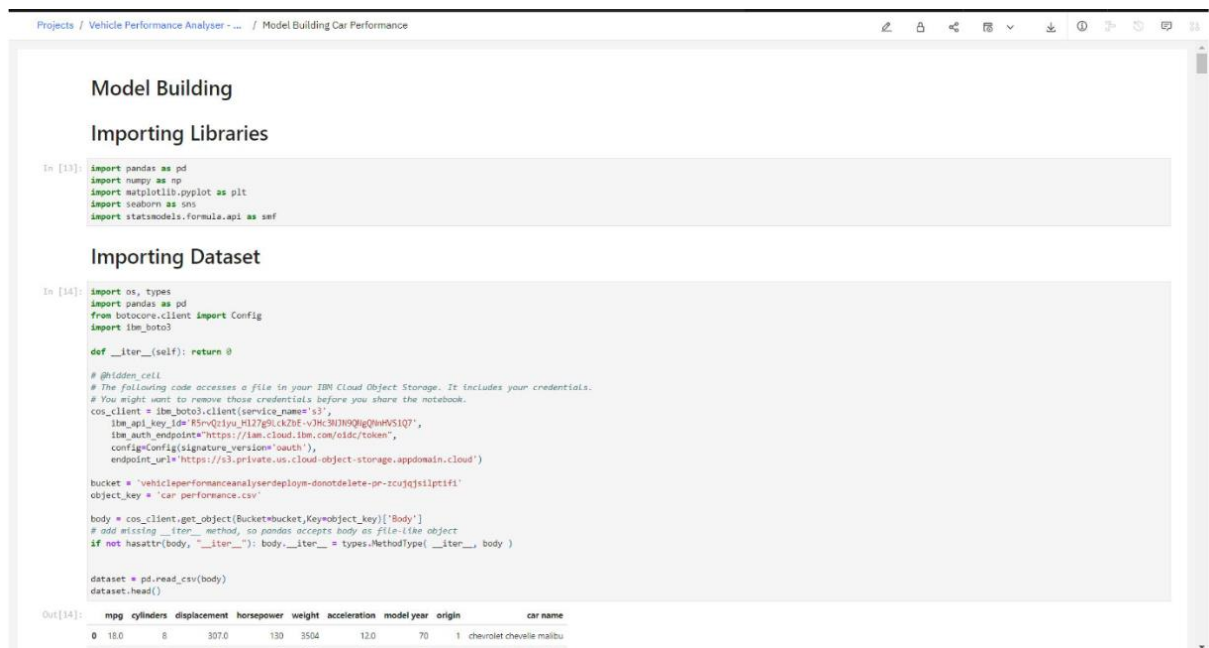 Projects / Vehicle Performance Analyser - ... / Model Building Car Performance
Model Building
Importing Libraries
In [13]: import pandas as pd
import numpy as np
import matplotlib.pyplot as plt
import seaborn as sns
import statsmodels.formula.api as smf
Importing Dataset
In [14]: import os, types
import pandas as pd
from botocore.client import Config
import ibm_boto3
def __iter__(self): return 0
# @hidden_cell
# The following code accesses a file in your IBM Cloud Object Storage. It includes your credentials.
# You might want to remove those credentials before you share the notebook.
cos_client = ibm_boto3.client(service_name='s3',
ibm_api_key_id='',
ibm_auth_endpoint="https://iam.cloud.ibm.com/oidc/token",
config=Config(signature_version='oauth'),
endpoint_url='https://s3.private.us.cloud-object-storage.appdomain.cloud')
bucket = 'vehicleperformanceanalyserdeploym-donotdelete-pr-zcujqjsilptifi'
object_key = 'car performance.csv'
body = cos_client.get_object(Bucket=bucket,Key=object_key)['Body']
# add missing __iter__ method, so pandas accepts body as file-like object
if not hasattr(body, "__iter__"): body.__iter__ = types.MethodType( __iter__, body )
dataset = pd.read_csv(body)
dataset.head()
Out[14]: mpg cylinders displacement horsepower weight acceleration model year origin car name
0 18.0 8 307.0 130 3504 12.0 70 1 chevrolet chevelle malibu